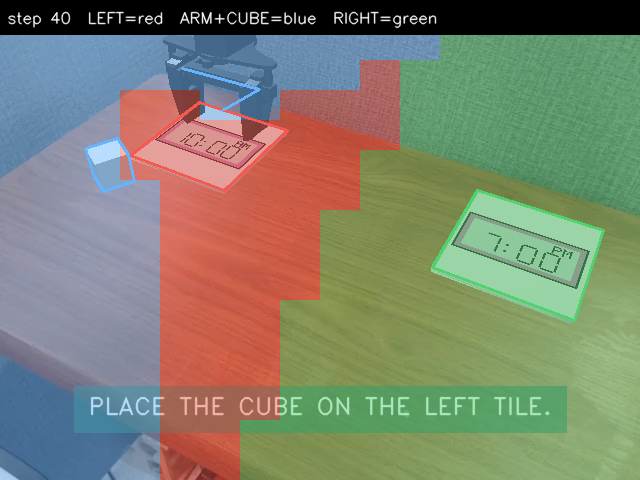 step 40 LEFT=red ARM+CUBE=blue RIGHT=green
10:00 AM
7:00 PM
PLACE THE CUBE ON THE LEFT TILE.